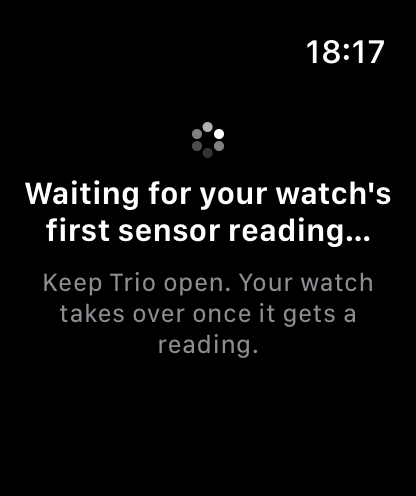 18:17
Waiting for your watch's
first sensor reading...
Keep Trio open. Your watch
takes over once it gets a
reading.